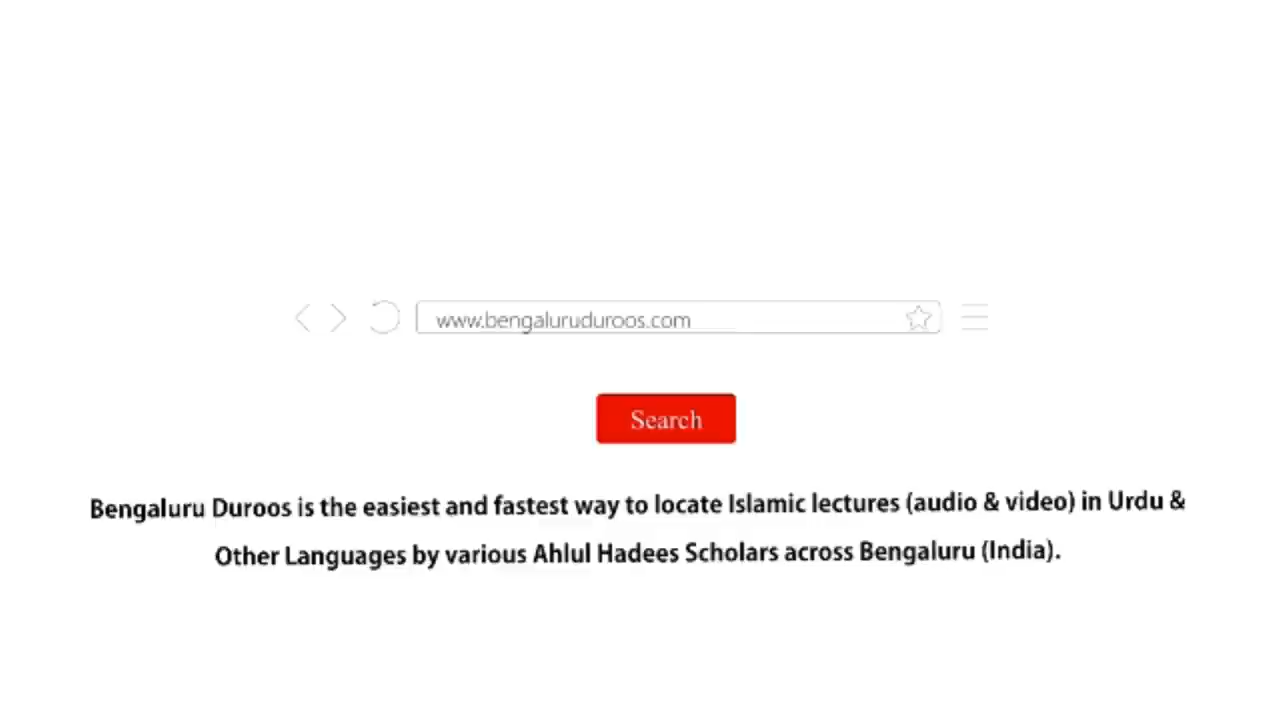 www.bengaluruduroos.com
Search
Bengaluru Duroos is the easiest and fastest way to locate Islamic lectures (audio & video) in Urdu &
Other Languages by various Ahlul Hadees Scholars across Bengaluru (India).